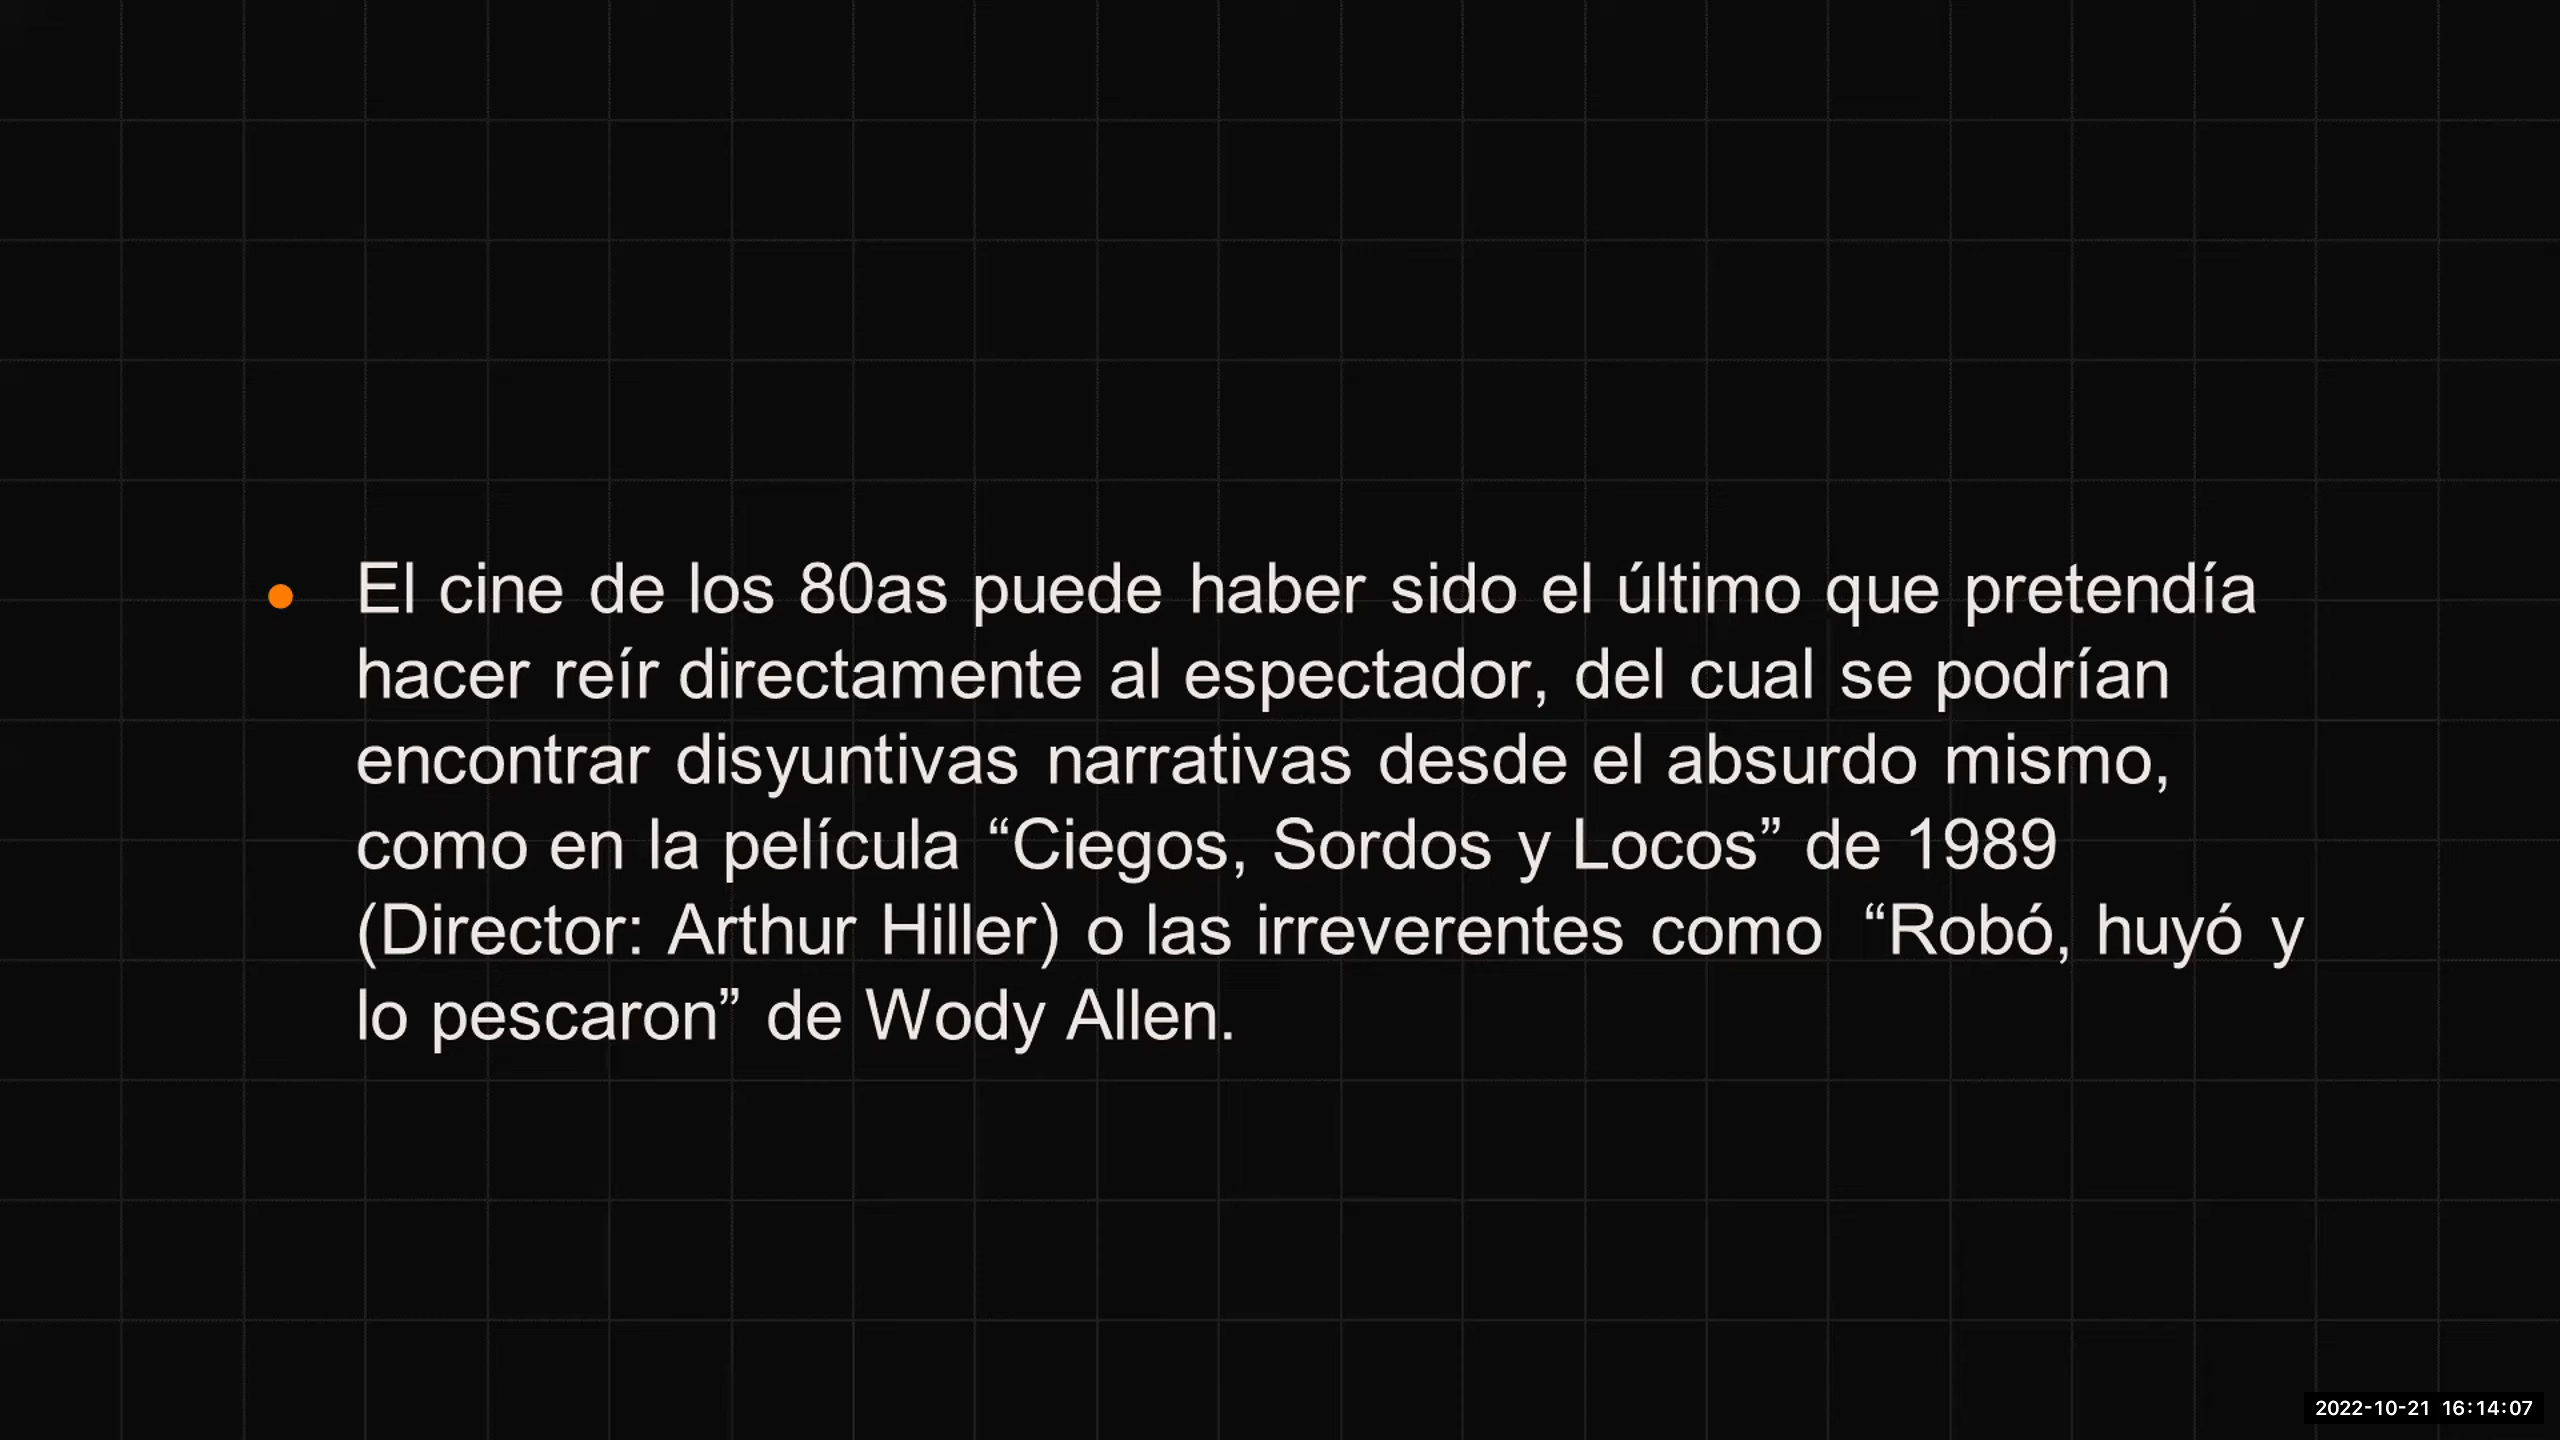 • El cine de los 80as puede haber sido el último que pretendía
hacer reír directamente al espectador, del cual se podrían
encontrar disyuntivas narrativas desde el absurdo mismo,
como en la película “Ciegos, Sordos y Locos” de 1989
(Director: Arthur Hiller) o las irreverentes como “Robó, huyó y
lo pescaron” de Wody Allen.
2022-10-21 16:14:07